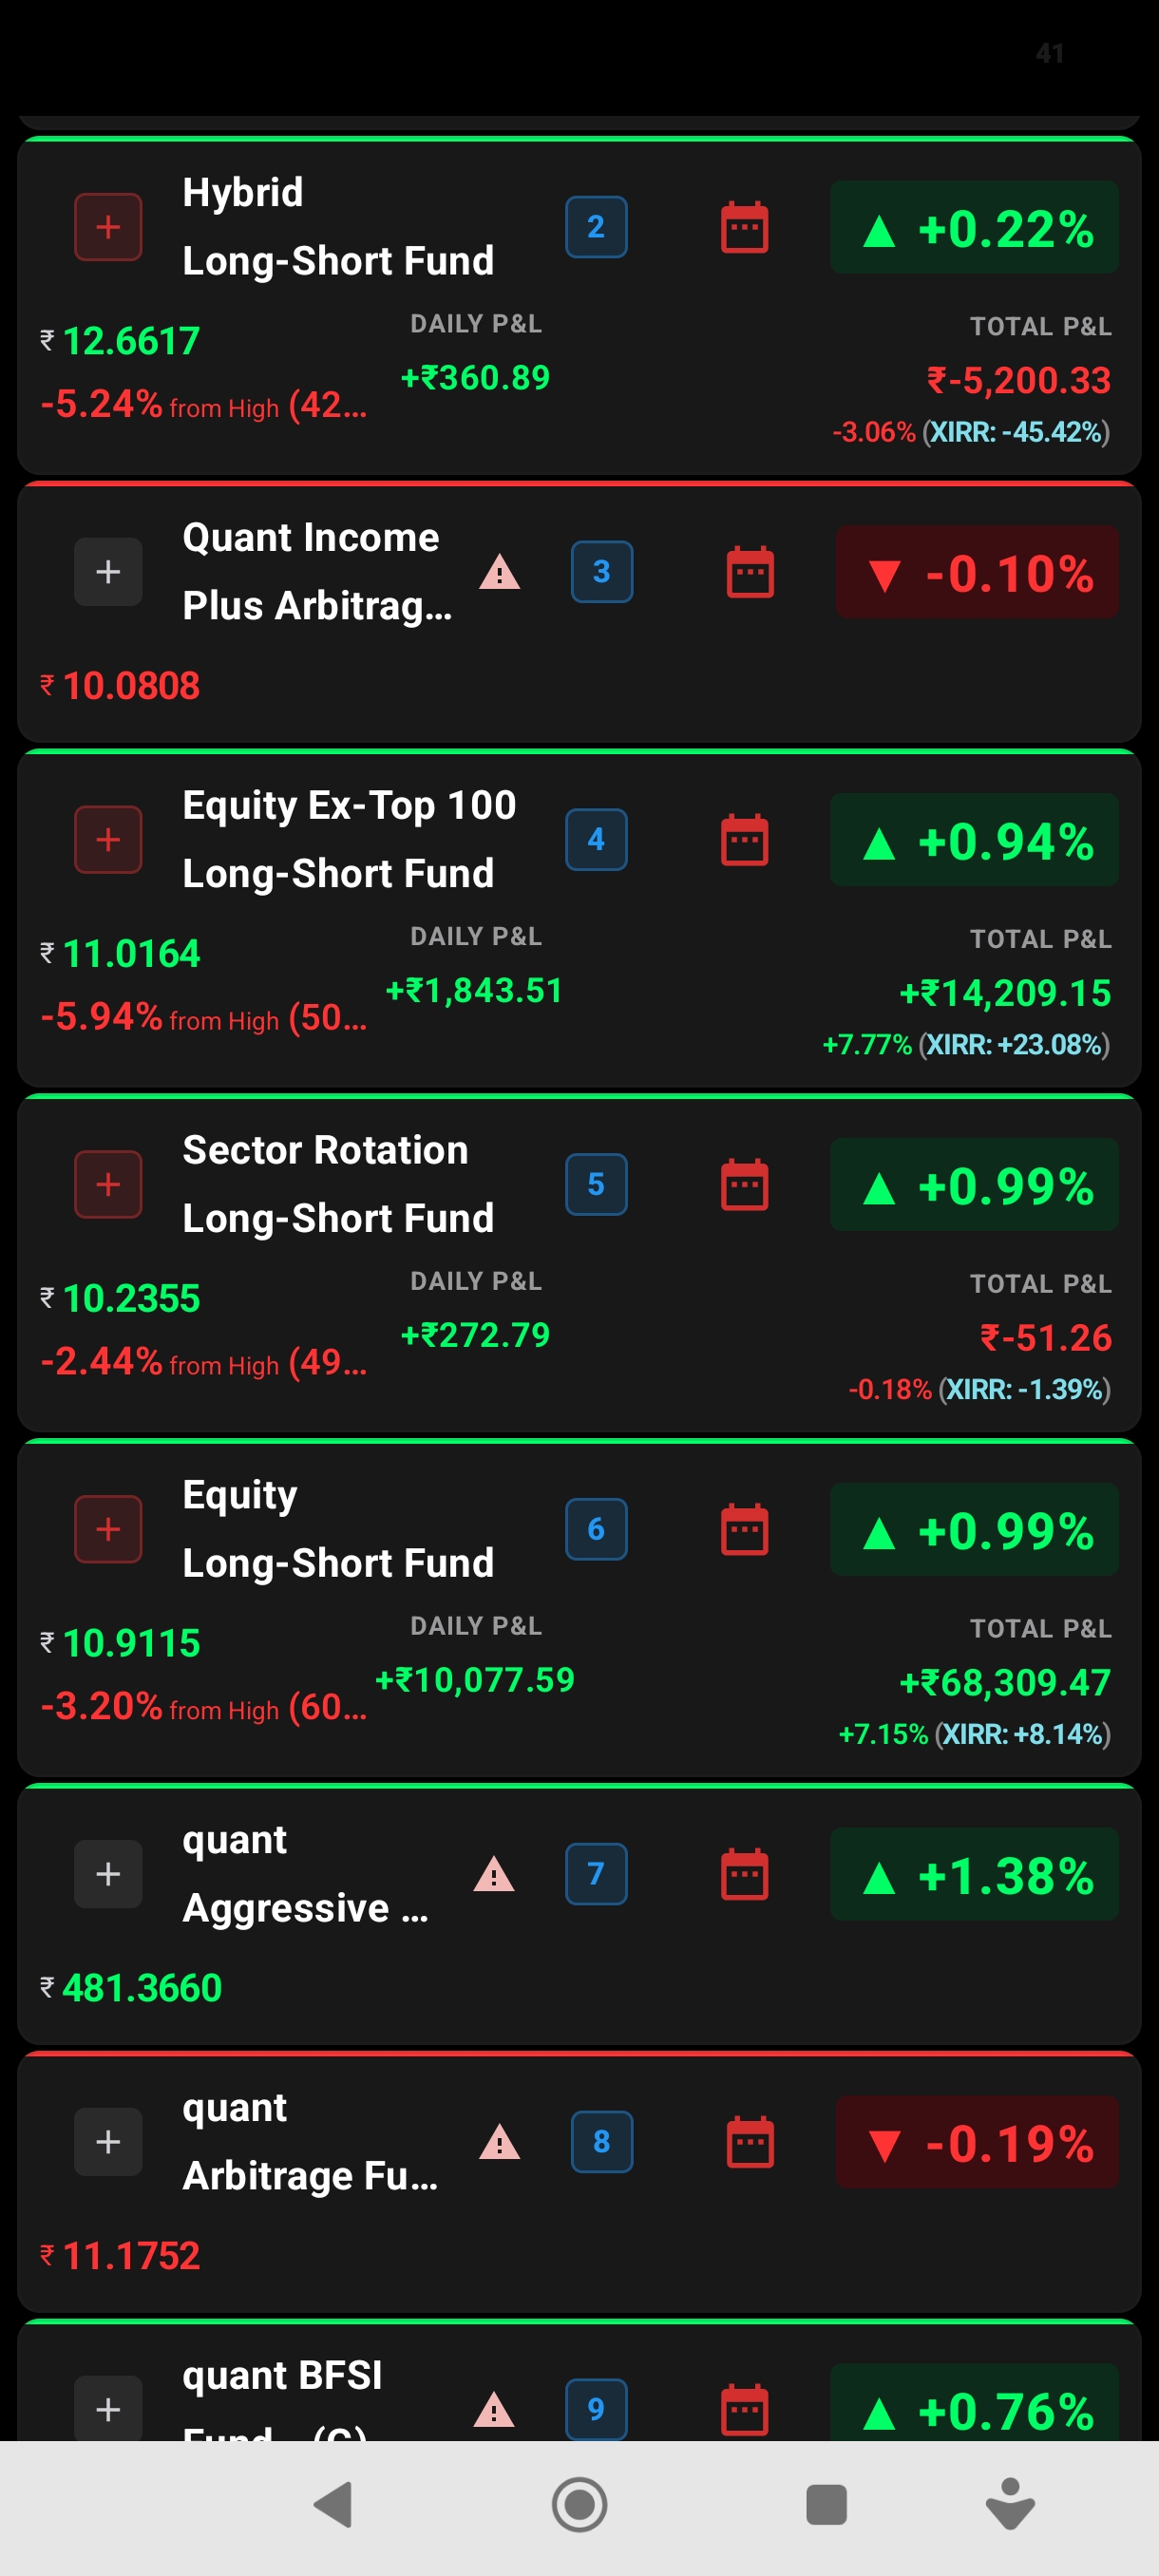 41
Hybrid
Long-Short Fund
2
▲ +0.22%
₹ 12.6617
DAILY P&L
+₹360.89
TOTAL P&L
₹-5,200.33
-5.24% from High (42...
-3.06% (XIRR: -45.42%)
Quant Income
Plus Arbitrag...
3
▼ -0.10%
₹ 10.0808
Equity Ex-Top 100
Long-Short Fund
4
▲ +0.94%
₹ 11.0164
DAILY P&L
+₹1,843.51
TOTAL P&L
+₹14,209.15
-5.94% from High (50...
+7.77% (XIRR: +23.08%)
Sector Rotation
Long-Short Fund
5
▲ +0.99%
₹ 10.2355
DAILY P&L
+₹272.79
TOTAL P&L
₹-51.26
-2.44% from High (49...
-0.18% (XIRR: -1.39%)
Equity
Long-Short Fund
6
▲ +0.99%
₹ 10.9115
DAILY P&L
+₹10,077.59
TOTAL P&L
+₹68,309.47
-3.20% from High (60...
+7.15% (XIRR: +8.14%)
quant
Aggressive ...
7
▲ +1.38%
₹ 481.3660
quant
Arbitrage Fu...
8
▼ -0.19%
₹ 11.1752
quant BFSI
Fund - (G)
9
▲ +0.76%